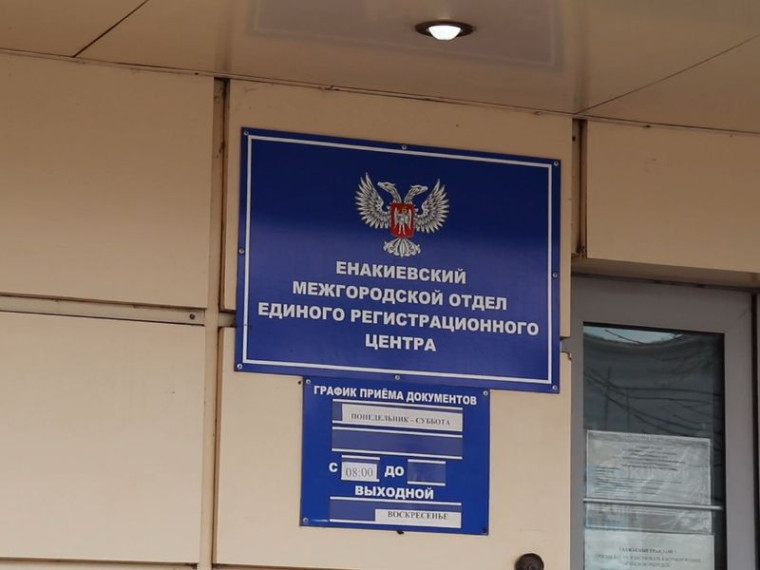 ЕНАКИЕВСКИЙ
МЕЖГОРОДСКОЙ ОТДЕЛ
ЕДИНОГО РЕГИСТРАЦИОННОГО
ЦЕНТРА
ГРАФИК ПРИЁМА ДОКУМЕНТОВ
ПОНЕДЕЛЬНИК – СУББОТА
С 08:00 ДО
ВЫХОДНОЙ
ВОСКРЕСЕНЬЕ